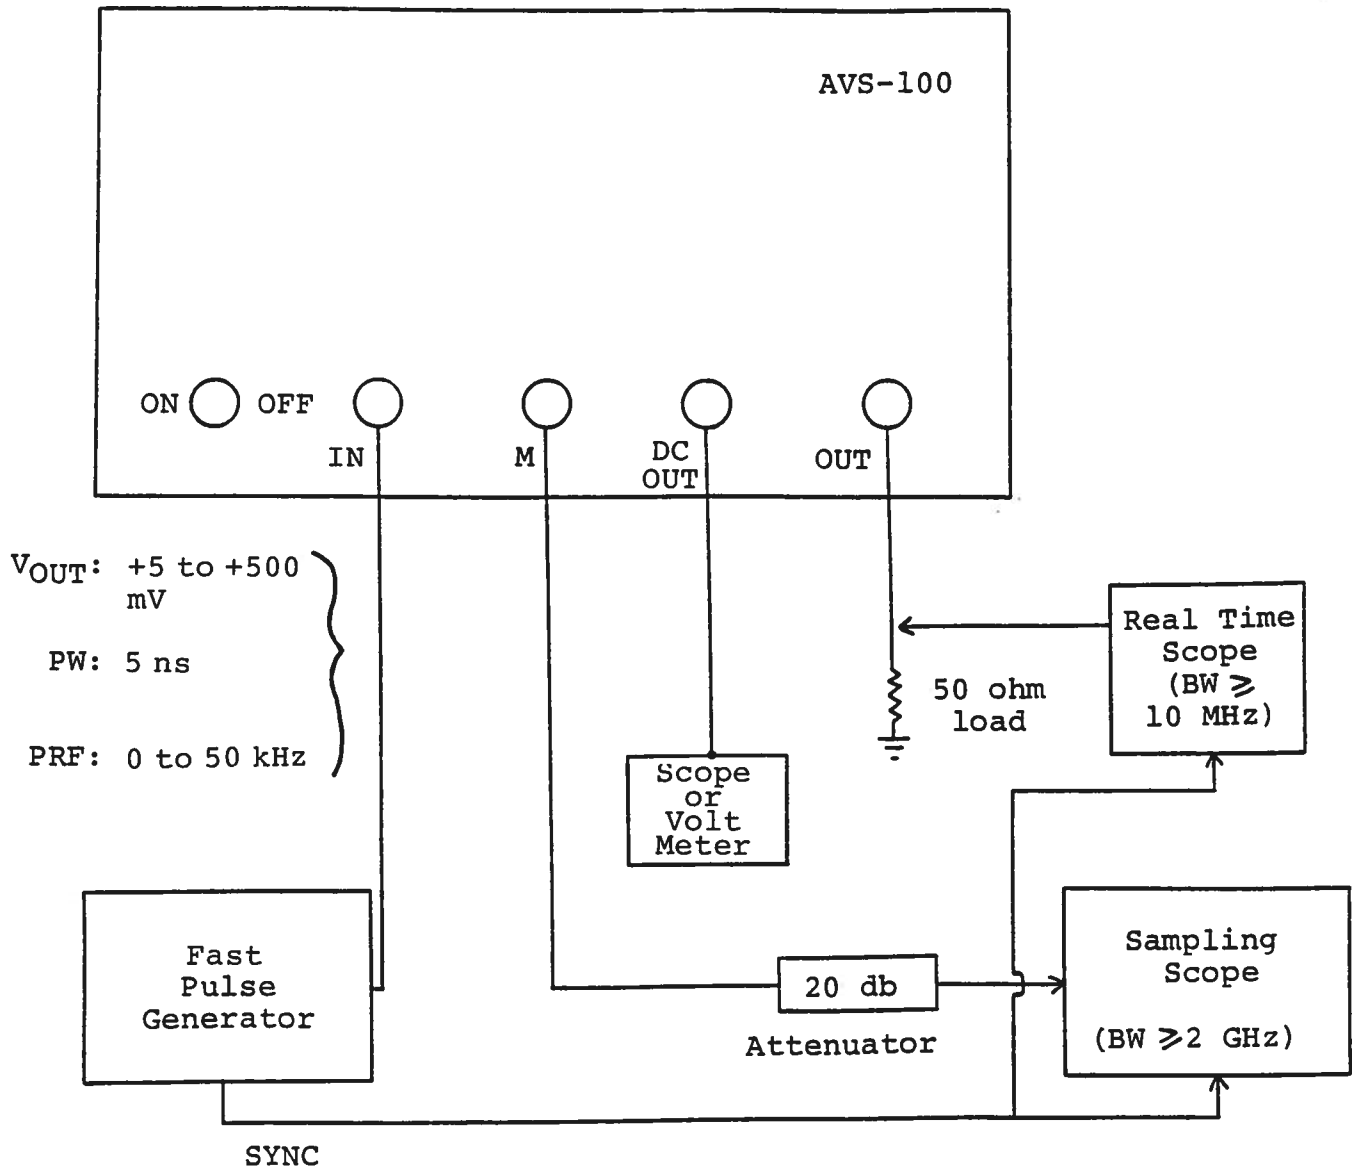 AVS-100
ON OFF
IN
M
DC
OUT
OUT
VOUT: +5 to +500
mV
PW: 5 ns
PRF: 0 to 50 kHz
Real Time
Scope
(BW ⩾
10 MHz)
50 ohm
load
Scope
or
Volt
Meter
Fast
Pulse
Generator
20 db
Attenuator
Sampling
Scope
(BW ⩾2 GHz)
SYNC